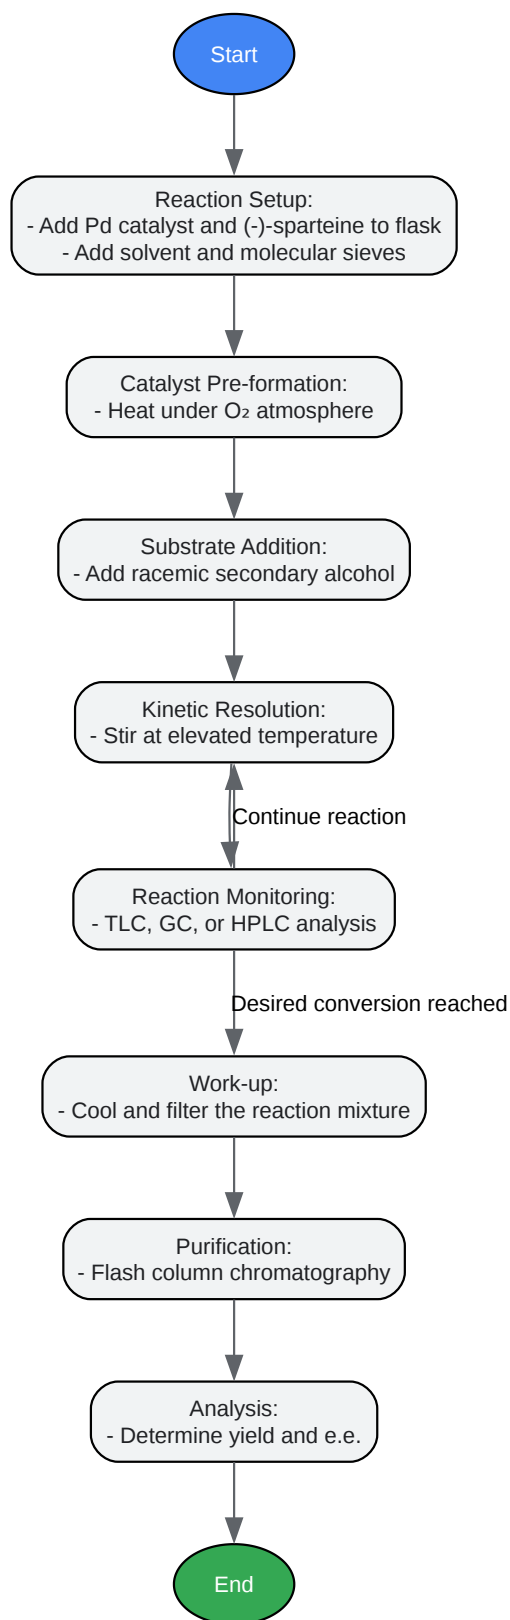 Start
Reaction Setup:
- Add Pd catalyst and (-)-sparteine to flask
- Add solvent and molecular sieves
Catalyst Pre-formation:
- Heat under O₂ atmosphere
Substrate Addition:
- Add racemic secondary alcohol
Kinetic Resolution:
- Stir at elevated temperature
Continue reaction
Reaction Monitoring:
- TLC, GC, or HPLC analysis
Desired conversion reached
Work-up:
- Cool and filter the reaction mixture
Purification:
- Flash column chromatography
Analysis:
- Determine yield and e.e.
End